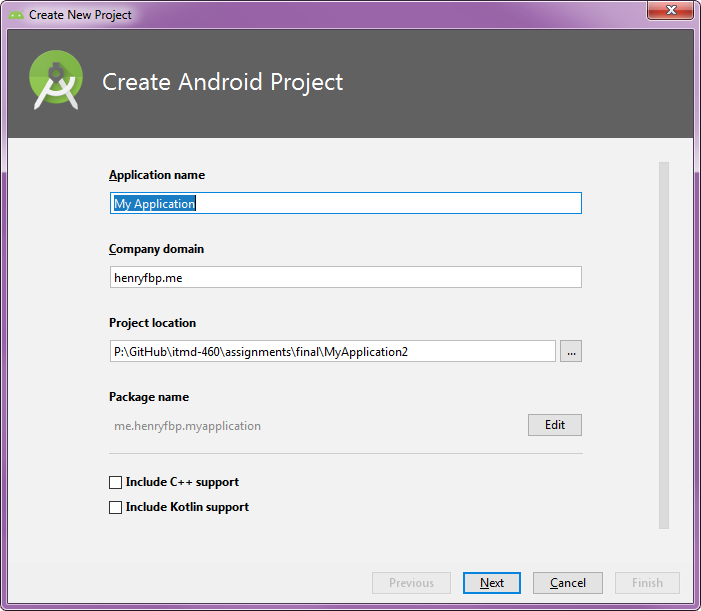 Create New Project
Create Android Project
Application name
My Application
Company domain
henryfbp.me
Project location
P:\GitHub\itmd-460\assignments\final\MyApplication2
...
Package name
me.henryfbp.myapplication
Edit
Include C++ support
Include Kotlin support
Previous
Next
Cancel
Finish